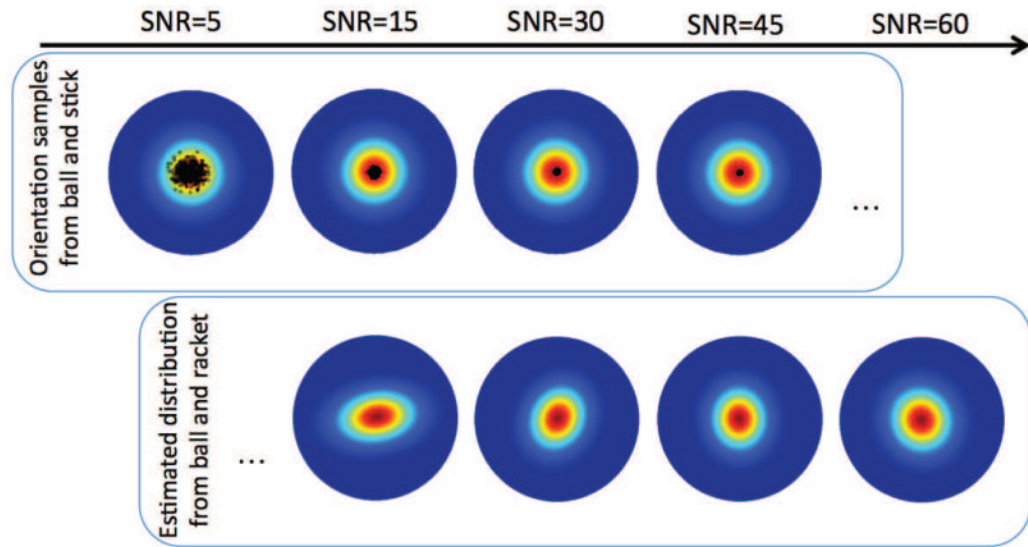 SNR=5 SNR=15 SNR=30 SNR=45 SNR=60
Orientation samples
from ball and stick
...
Estimated distribution
from ball and racket
...